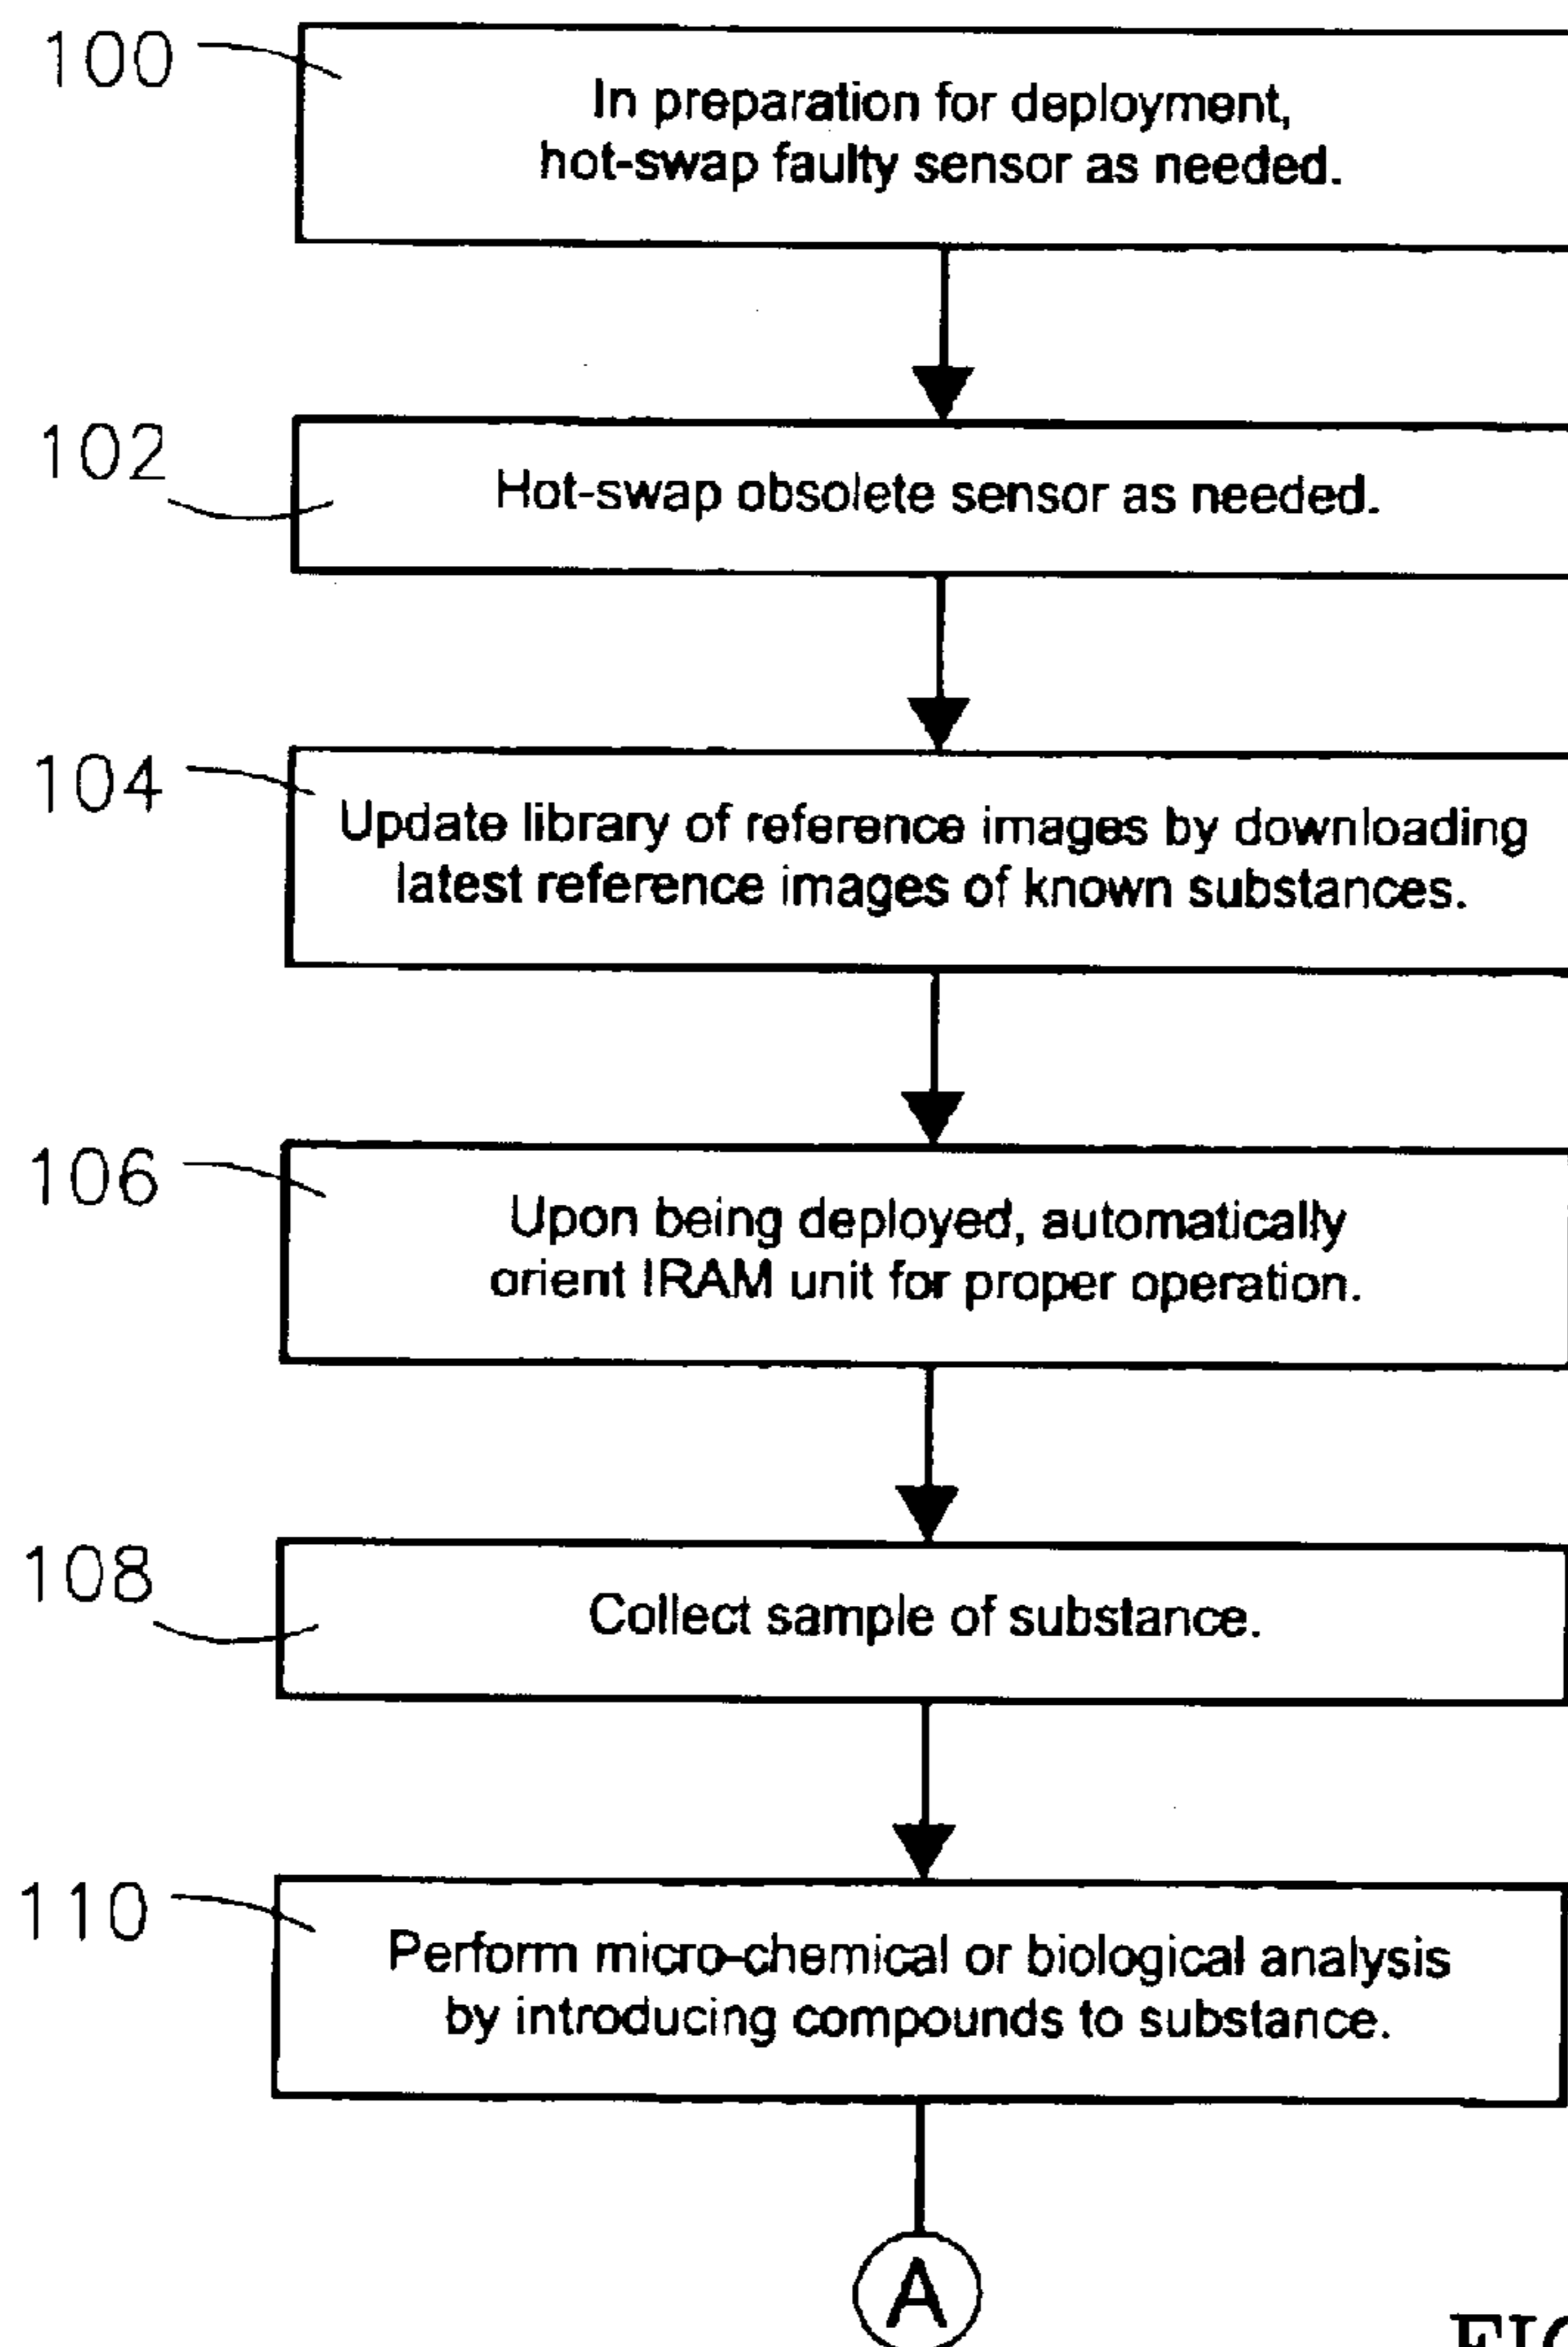 100
In preparation for deployment,
hot-swap faulty sensor as needed.
102
Hot-swap obsolete sensor as needed.
104
Update library of reference images by downloading
latest reference images of known substances.
106
Upon being deployed, automatically
orient IRAM unit for proper operation.
108
Collect sample of substance.
110
Perform micro-chemical or biological analysis
by introducing compounds to substance.
A